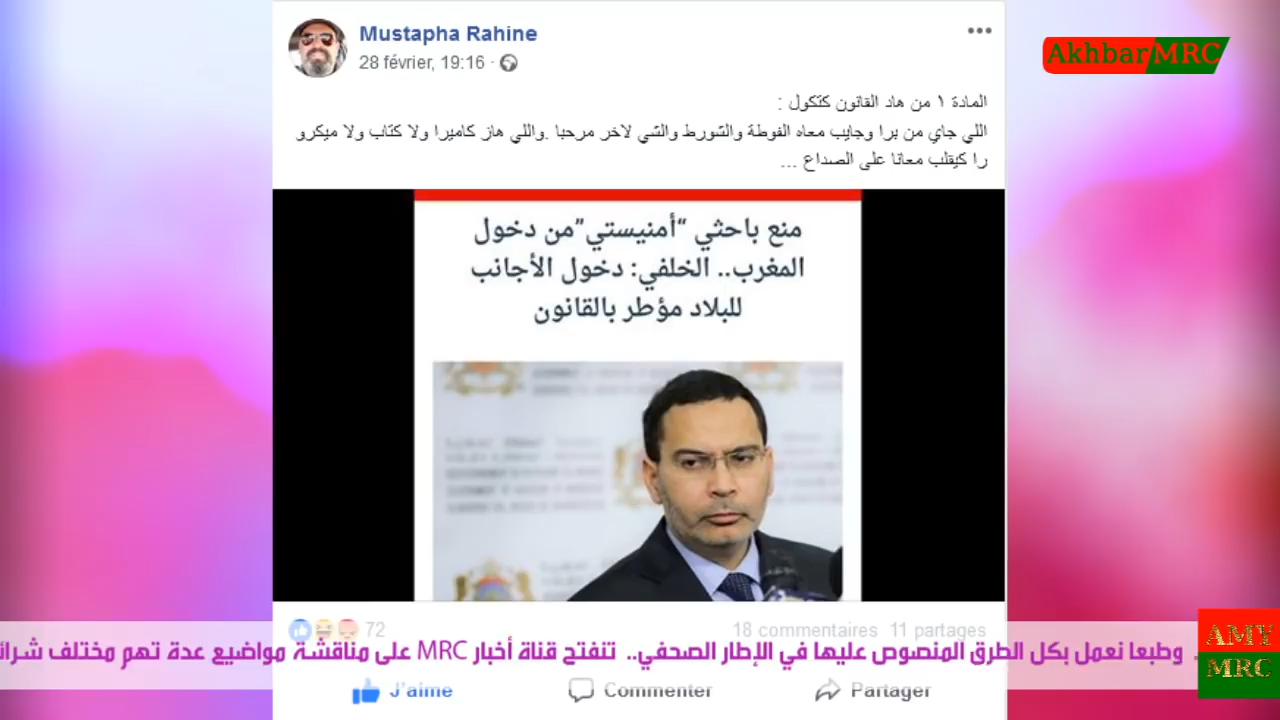 Mustapha Rahine
28 février, 19:16
AkhbarMRC
المادة ١ من هاد القانون كتكول :
اللي جاي من برا وجايب معاه الفوطة والشورط والشي لاخر مرحبا .واللي هاز كاميرا ولا كتاب ولا ميكرو
را كيقلب معانا على الصداع ...
منع باحثي “أمنيستي”من دخول
المغرب.. الخلفي: دخول الأجانب
للبلاد مؤطر بالقانون
72
18 commentaires 11 partages
. وطبعا نعمل بكل الطرق المنصوص عليها في الإطار الصحفي.. تنفتح قناة أخبار MRC على مناقشة مواضيع عدة تهم مختلف شرائ
AMY
MRC
J'aime
Commenter
Partager